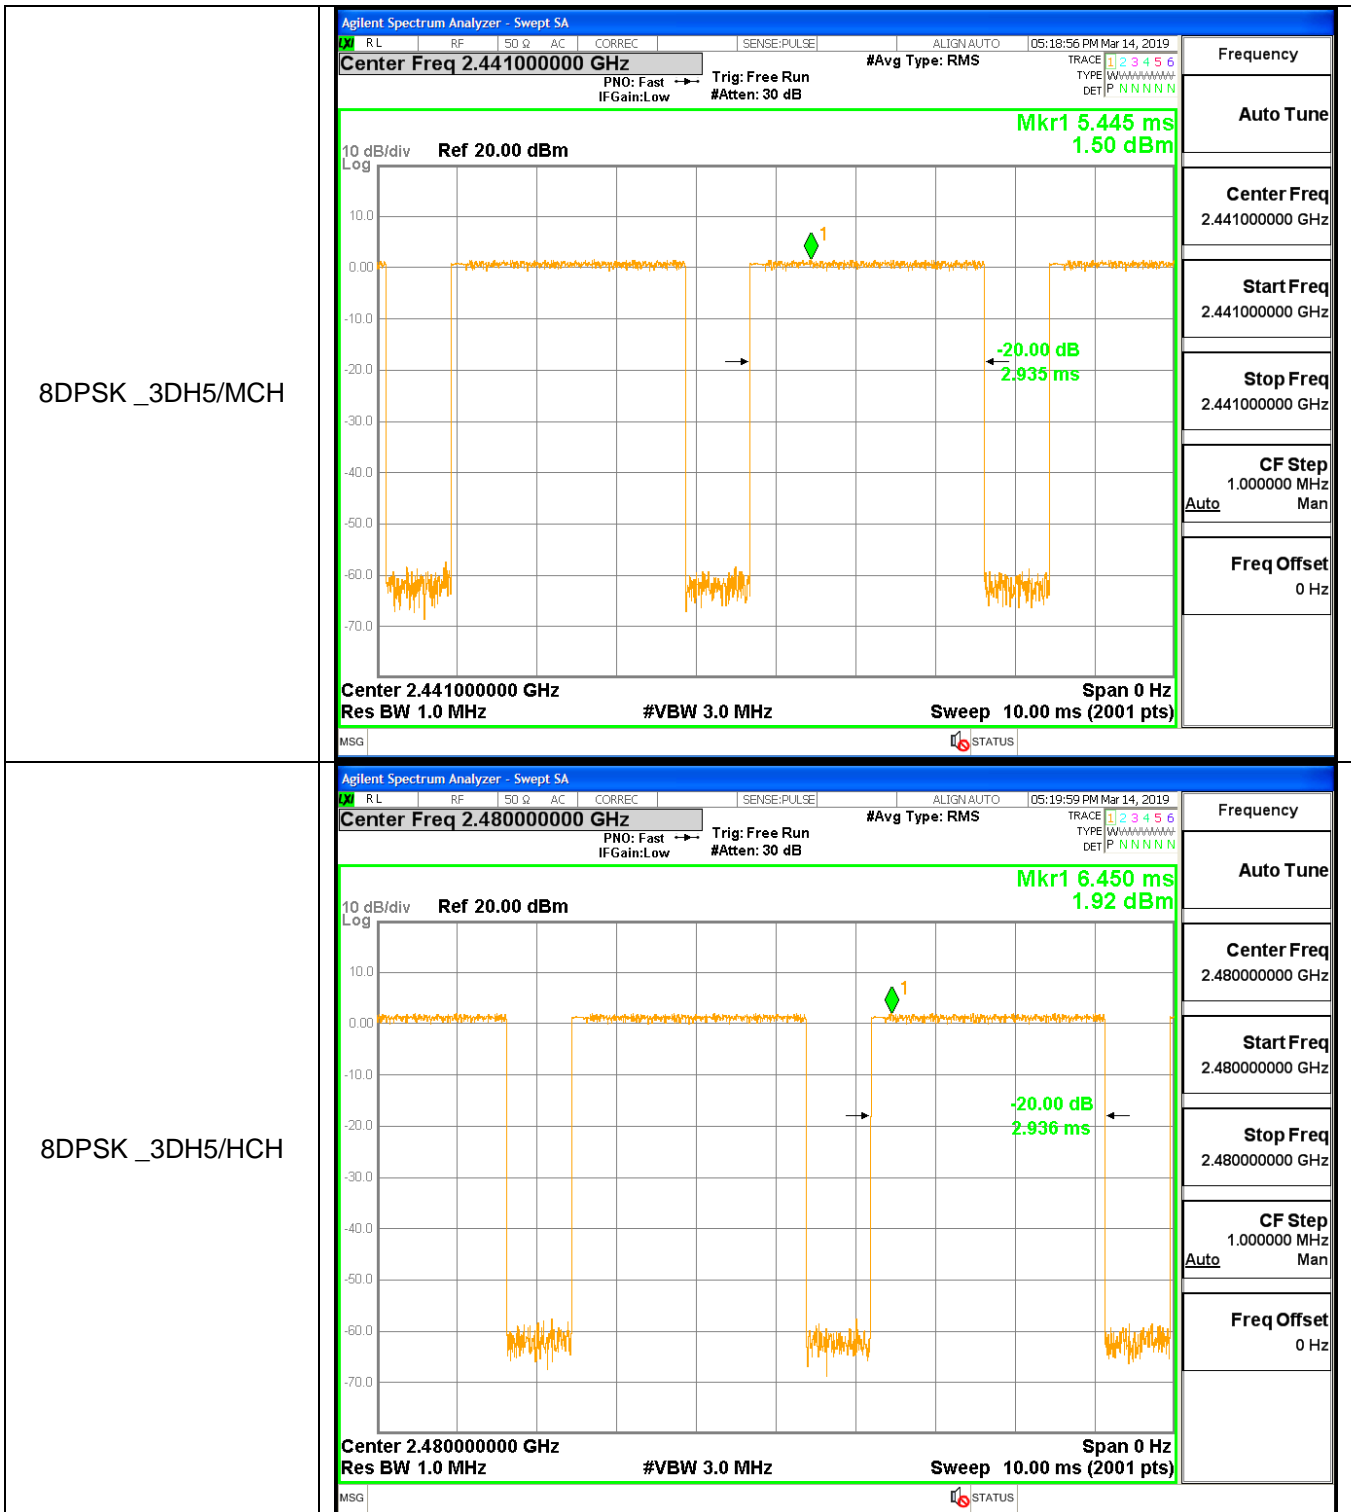 8DPSK _3DH5/MCH
Agilent Spectrum Analyzer - Swept SA
LXI RL RF 50 Ω AC CORREC SENSE:PULSE ALIGN AUTO 05:18:56 PM Mar 14, 2019
Center Freq 2.441000000 GHz
PNO: Fast
IFGain:Low
Trig: Free Run
#Atten: 30 dB
#Avg Type: RMS
TRACE 1 2 3 4 5 6
TYPE
DET P N N N N N
Mkr1 5.445 ms
1.50 dBm
10 dB/div Ref 20.00 dBm
Log
10.0
0.00
-10.0
-20.0
-30.0
-40.0
-50.0
-60.0
-70.0
1
-20.00 dB
2.935 ms
Center 2.441000000 GHz Span 0 Hz
Res BW 1.0 MHz #VBW 3.0 MHz Sweep 10.00 ms (2001 pts)
MSG STATUS
Frequency
Auto Tune
Center Freq
2.441000000 GHz
Start Freq
2.441000000 GHz
Stop Freq
2.441000000 GHz
CF Step
1.000000 MHz
Auto Man
Freq Offset
0 Hz
8DPSK _3DH5/HCH
Agilent Spectrum Analyzer - Swept SA
LXI RL RF 50 Ω AC CORREC SENSE:PULSE ALIGN AUTO 05:19:59 PM Mar 14, 2019
Center Freq 2.480000000 GHz
PNO: Fast
IFGain:Low
Trig: Free Run
#Atten: 30 dB
#Avg Type: RMS
TRACE 1 2 3 4 5 6
TYPE
DET P N N N N N
Mkr1 6.450 ms
1.92 dBm
10 dB/div Ref 20.00 dBm
Log
10.0
0.00
-10.0
-20.0
-30.0
-40.0
-50.0
-60.0
-70.0
1
-20.00 dB
2.936 ms
Center 2.480000000 GHz Span 0 Hz
Res BW 1.0 MHz #VBW 3.0 MHz Sweep 10.00 ms (2001 pts)
MSG STATUS
Frequency
Auto Tune
Center Freq
2.480000000 GHz
Start Freq
2.480000000 GHz
Stop Freq
2.480000000 GHz
CF Step
1.000000 MHz
Auto Man
Freq Offset
0 Hz